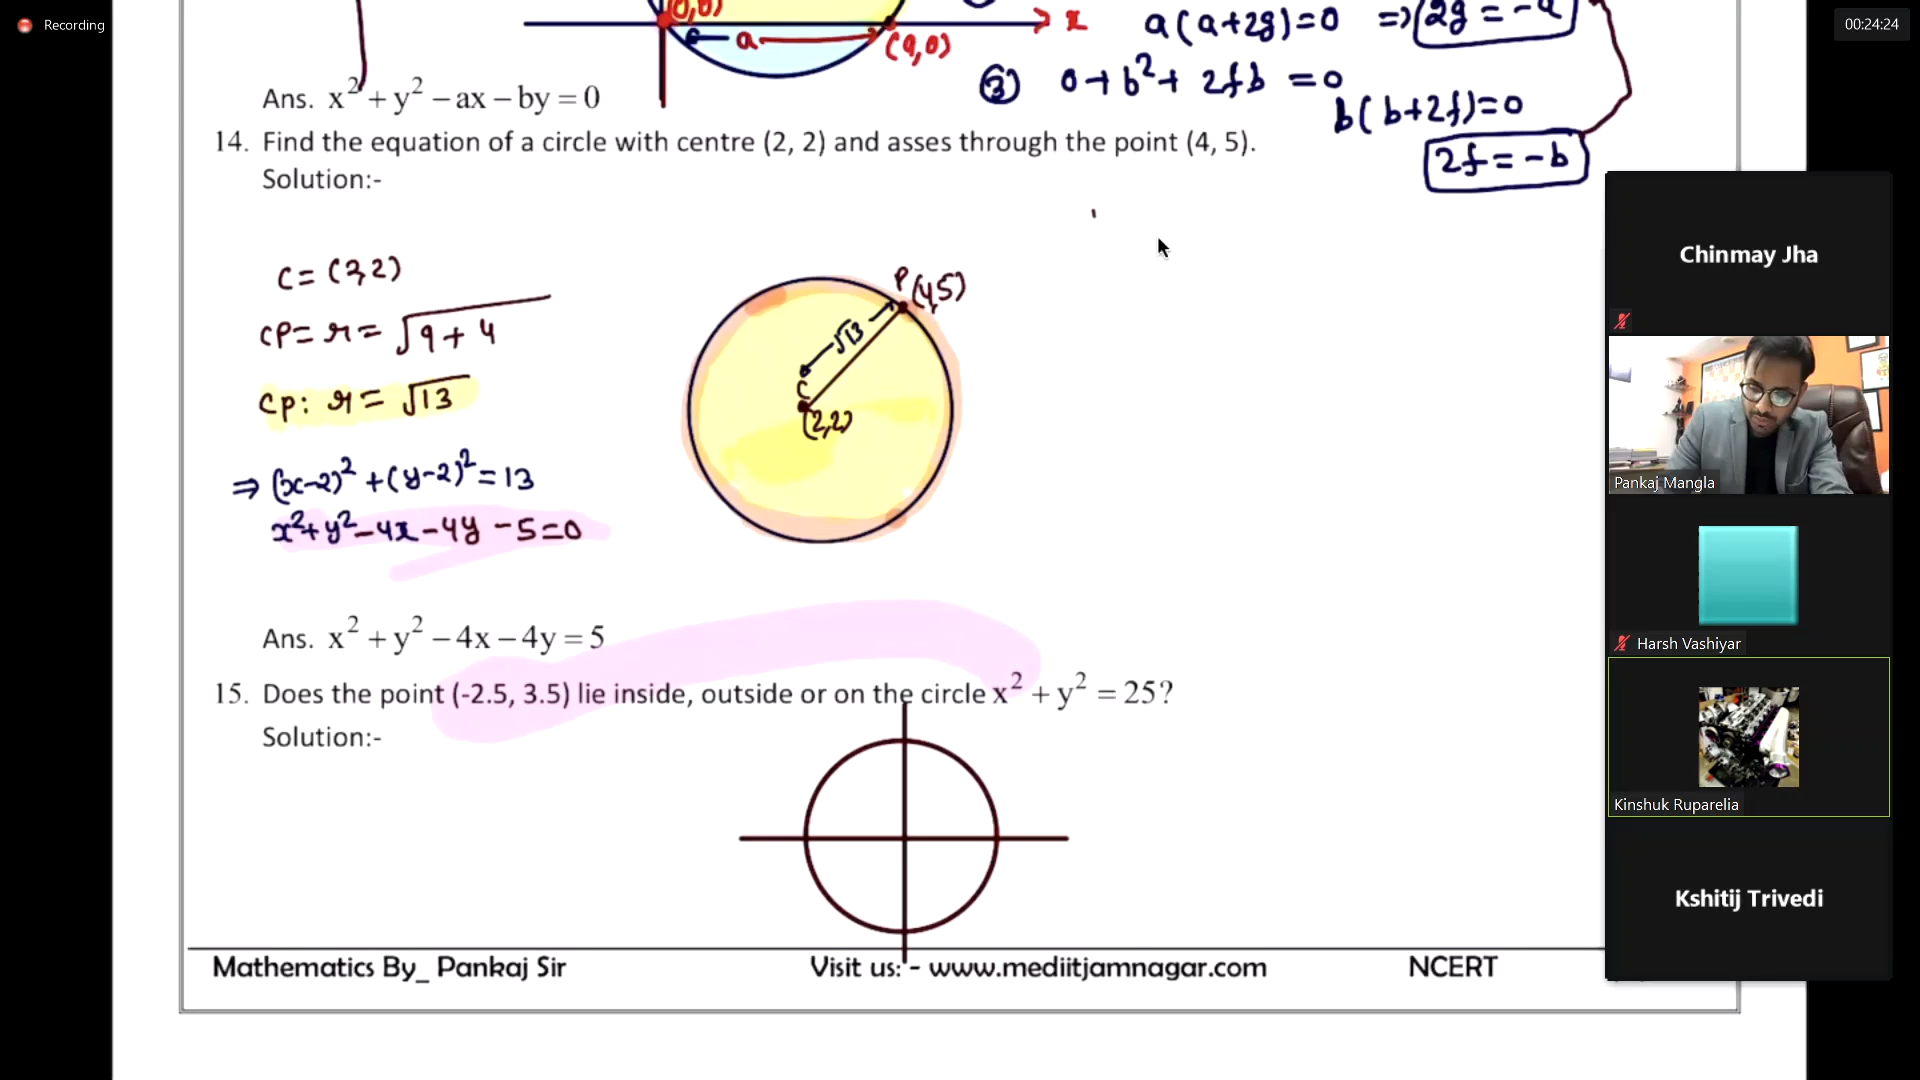 Recording
00:24:24
(0,0)
x
a
(a,0)
a(a+2g)=0 => 2g = -a
③ 0+b²+ 2fb =0
b(b+2f)=0
2f = -b
Ans. x² + y² – ax – by = 0
14. Find the equation of a circle with centre (2, 2) and asses through the point (4, 5).
Solution:-
C = (2,2)
CP= r = √9+4
CP: r = √13
⇒ (x-2)² + (y-2)² = 13
x²+y²-4x-4y-5=0
P(4,5)
√13
C
(2,2)
Ans. x² + y² – 4x – 4y = 5
15. Does the point (-2.5, 3.5) lie inside, outside or on the circle x² + y² = 25?
Solution:-
Mathematics By_ Pankaj Sir Visit us: - www.mediitjamnagar.com NCERT
Chinmay Jha
Pankaj Mangla
Harsh Vashiyar
Kinshuk Ruparelia
Kshitij Trivedi